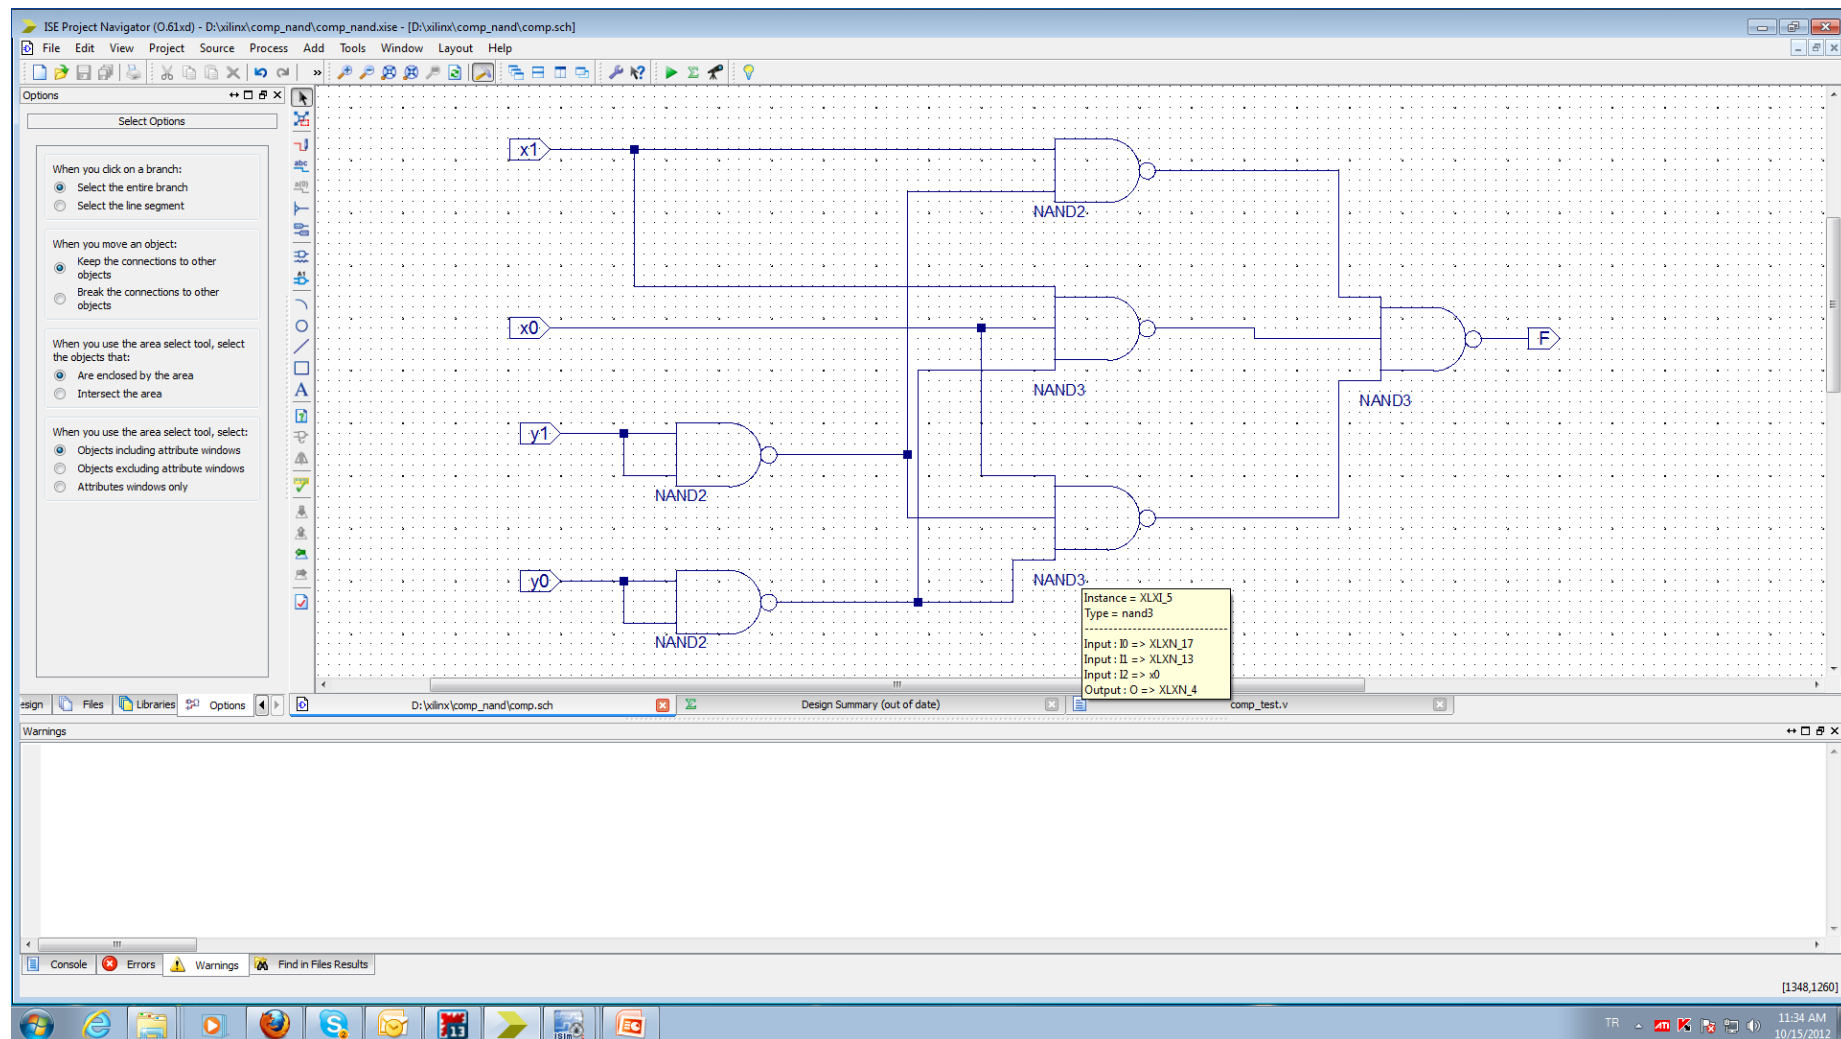 ISE Project Navigator (O.61xd) - D:\xilinx\comp_nand\comp_nand.xise - [D:\xilinx\comp_nand\comp.sch]
File Edit View Project Source Process Add Tools Window Layout Help
Options
Select Options
When you click on a branch:
Select the entire branch
Select the line segment
When you move an object:
Keep the connections to other
objects
Break the connections to other
objects
When you use the area select tool, select
the objects that:
Are enclosed by the area
Intersect the area
When you use the area select tool, select:
Objects including attribute windows
Objects excluding attribute windows
Attributes windows only
x1
NAND2
x0
NAND3
F
NAND3
y1
NAND2
y0
NAND3
NAND2
Instance = XLXI_5
Type = nand3
-----------------------------
Input : I0 => XLXN_17
Input : I1 => XLXN_13
Input : I2 => x0
Output : O => XLXN_4
esign Files Libraries Options
D:\xilinx\comp_nand\comp.sch
Design Summary (out of date)
comp_test.v
Warnings
Console Errors Warnings Find in Files Results
[1348,1260]
TR
11:34 AM
10/15/2012